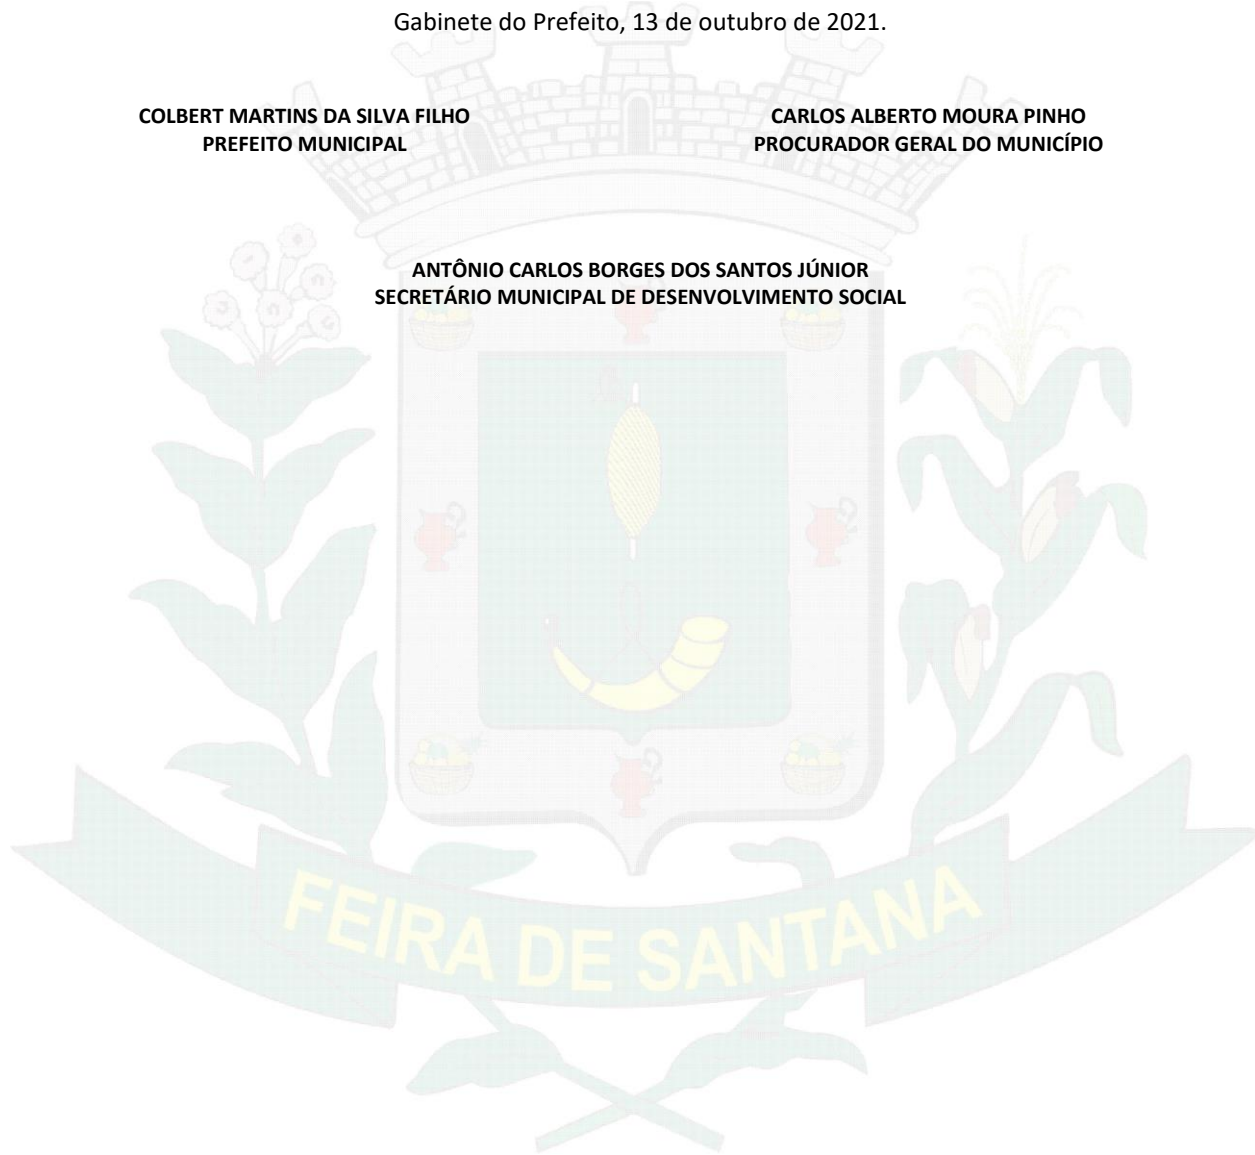 Gabinete do Prefeito, 13 de outubro de 2021.
COLBERT MARTINS DA SILVA FILHO
PREFEITO MUNICIPAL
CARLOS ALBERTO MOURA PINHO
PROCURADOR GERAL DO MUNICÍPIO
ANTÔNIO CARLOS BORGES DOS SANTOS JÚNIOR
SECRETÁRIO MUNICIPAL DE DESENVOLVIMENTO SOCIAL
FEIRA DE SANTANA